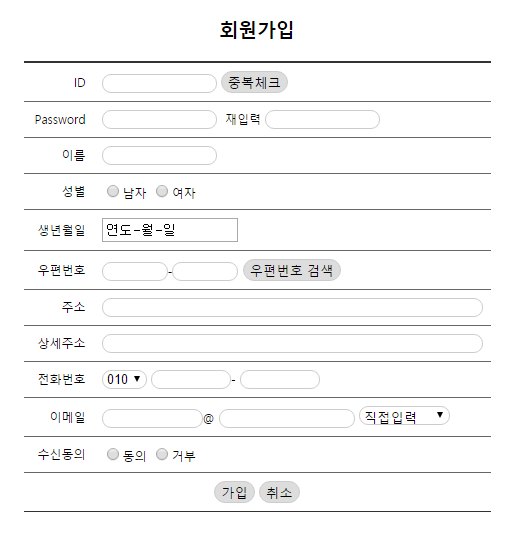 회원가입
ID 중복체크
Password 재입력
이름
성별 남자 여자
생년월일 연도-월-일
우편번호 - 우편번호 검색
주소
상세주소
전화번호 010 -
이메일 @ 직접입력
수신동의 동의 거부
가입 취소